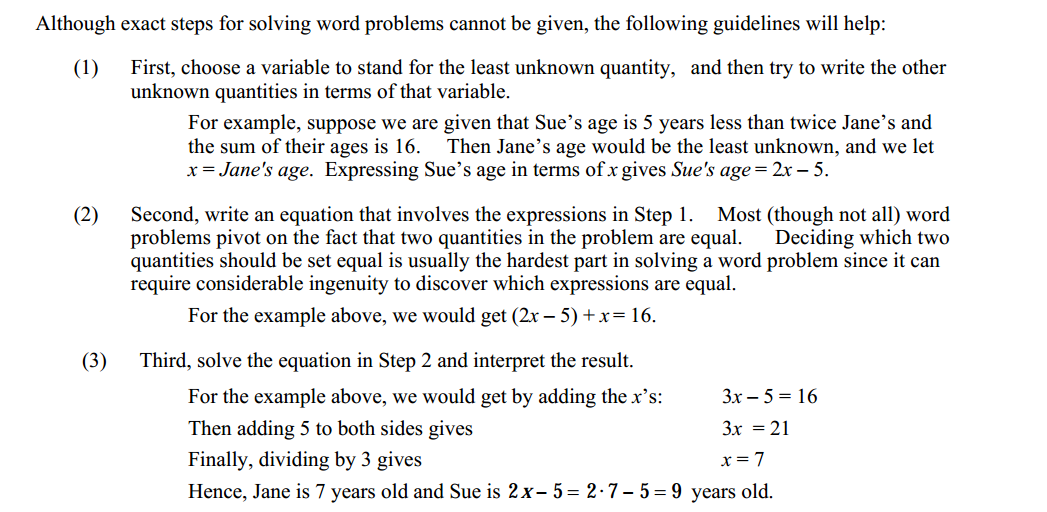 Although exact steps for solving word problems cannot be given, the following guidelines will help:
(1) First, choose a variable to stand for the least unknown quantity, and then try to write the other
unknown quantities in terms of that variable.
For example, suppose we are given that Sue’s age is 5 years less than twice Jane’s and
the sum of their ages is 16. Then Jane’s age would be the least unknown, and we let
x = Jane's age. Expressing Sue’s age in terms of x gives Sue's age = 2x – 5.
(2) Second, write an equation that involves the expressions in Step 1. Most (though not all) word
problems pivot on the fact that two quantities in the problem are equal. Deciding which two
quantities should be set equal is usually the hardest part in solving a word problem since it can
require considerable ingenuity to discover which expressions are equal.
For the example above, we would get (2x – 5) + x = 16.
(3) Third, solve the equation in Step 2 and interpret the result.
For the example above, we would get by adding the x’s: 3x – 5 = 16
Then adding 5 to both sides gives 3x = 21
Finally, dividing by 3 gives x = 7
Hence, Jane is 7 years old and Sue is 2x – 5 = 2·7 – 5 = 9 years old.